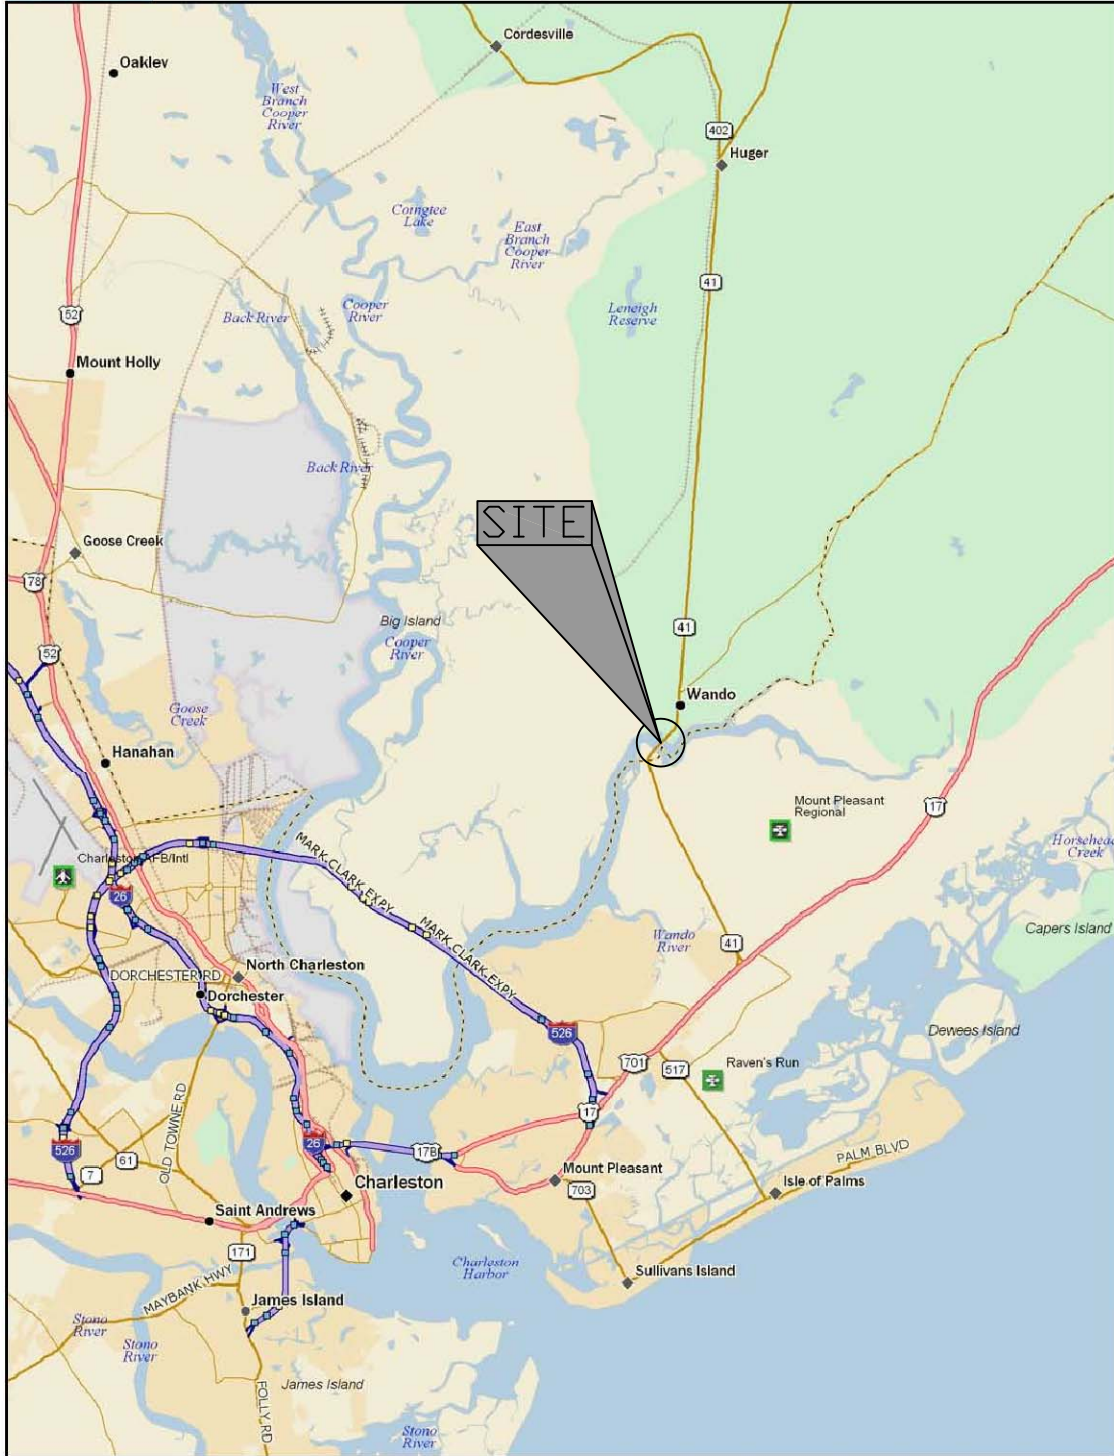 Cordesville
Oakley
West
Branch
Cooper
River
402
Huger
Coingtee
Lake
East
Branch
Cooper
River
41
Leneigh
Reserve
Cooper
River
Back River
52
Mount Holly
Back River
SITE
Goose Creek
78
Big Island
Cooper
River
41
52
Wando
Goose
Creek
Hanahan
Mount Pleasant
Regional
17
Horsehead
Creek
MARK CLARK EXPY
Charleston AFB/Intl
26
MARK CLARK EXPY
Capers Island
Wando
River
41
North Charleston
DORCHESTER RD
Dorchester
Dewees Island
526
701
517
Raven's Run
17
OLD TOWNE RD
26
17B
PALM BLVD
526
61
7
Mount Pleasant
703
Isle of Palms
Charleston
Saint Andrews
171
Charleston
Harbor
Sullivans Island
MAYBANK HWY
James Island
Stono
River
Stono
River
James Island
FOLLY RD
Stono
River